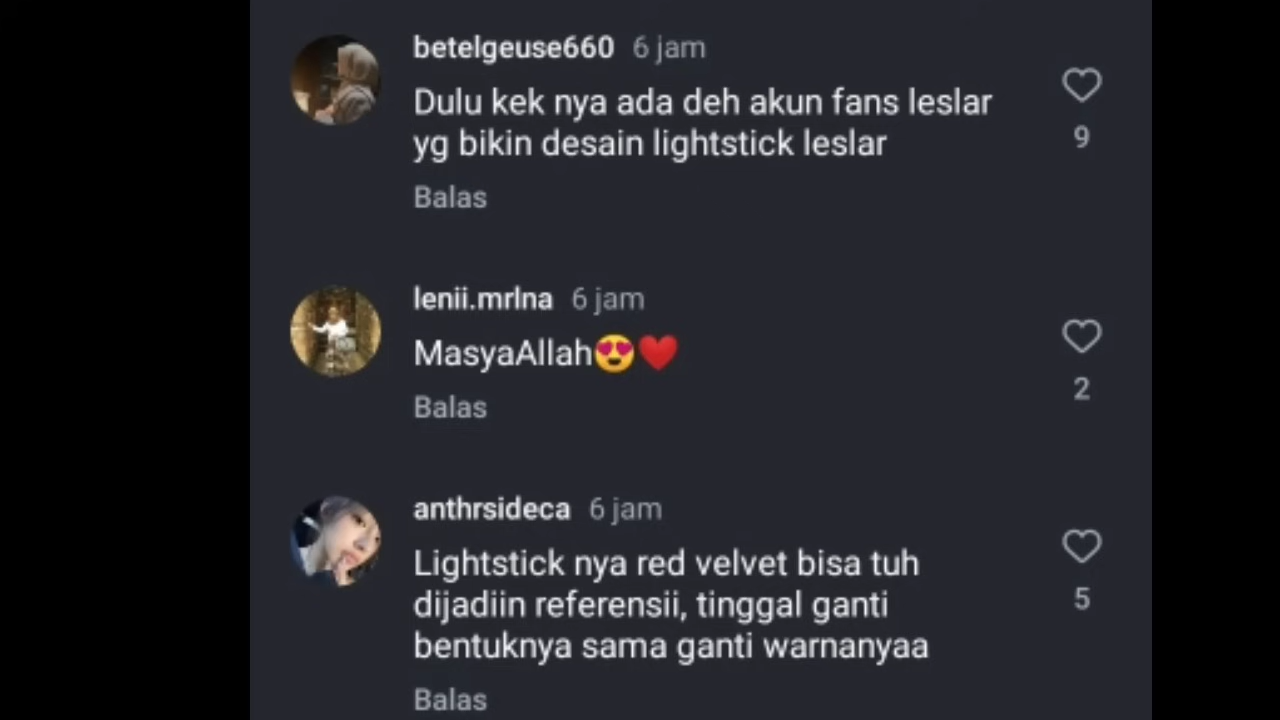 betelgeuse660 6 jam
Dulu kek nya ada deh akun fans leslar
yg bikin desain lightstick leslar
9
Balas
lenii.mrlna 6 jam
MasyaAllah😍❤️
2
Balas
anthrsideca 6 jam
Lightstick nya red velvet bisa tuh
dijadiin referensii, tinggal ganti
bentuknya sama ganti warnanyaa
5
Balas